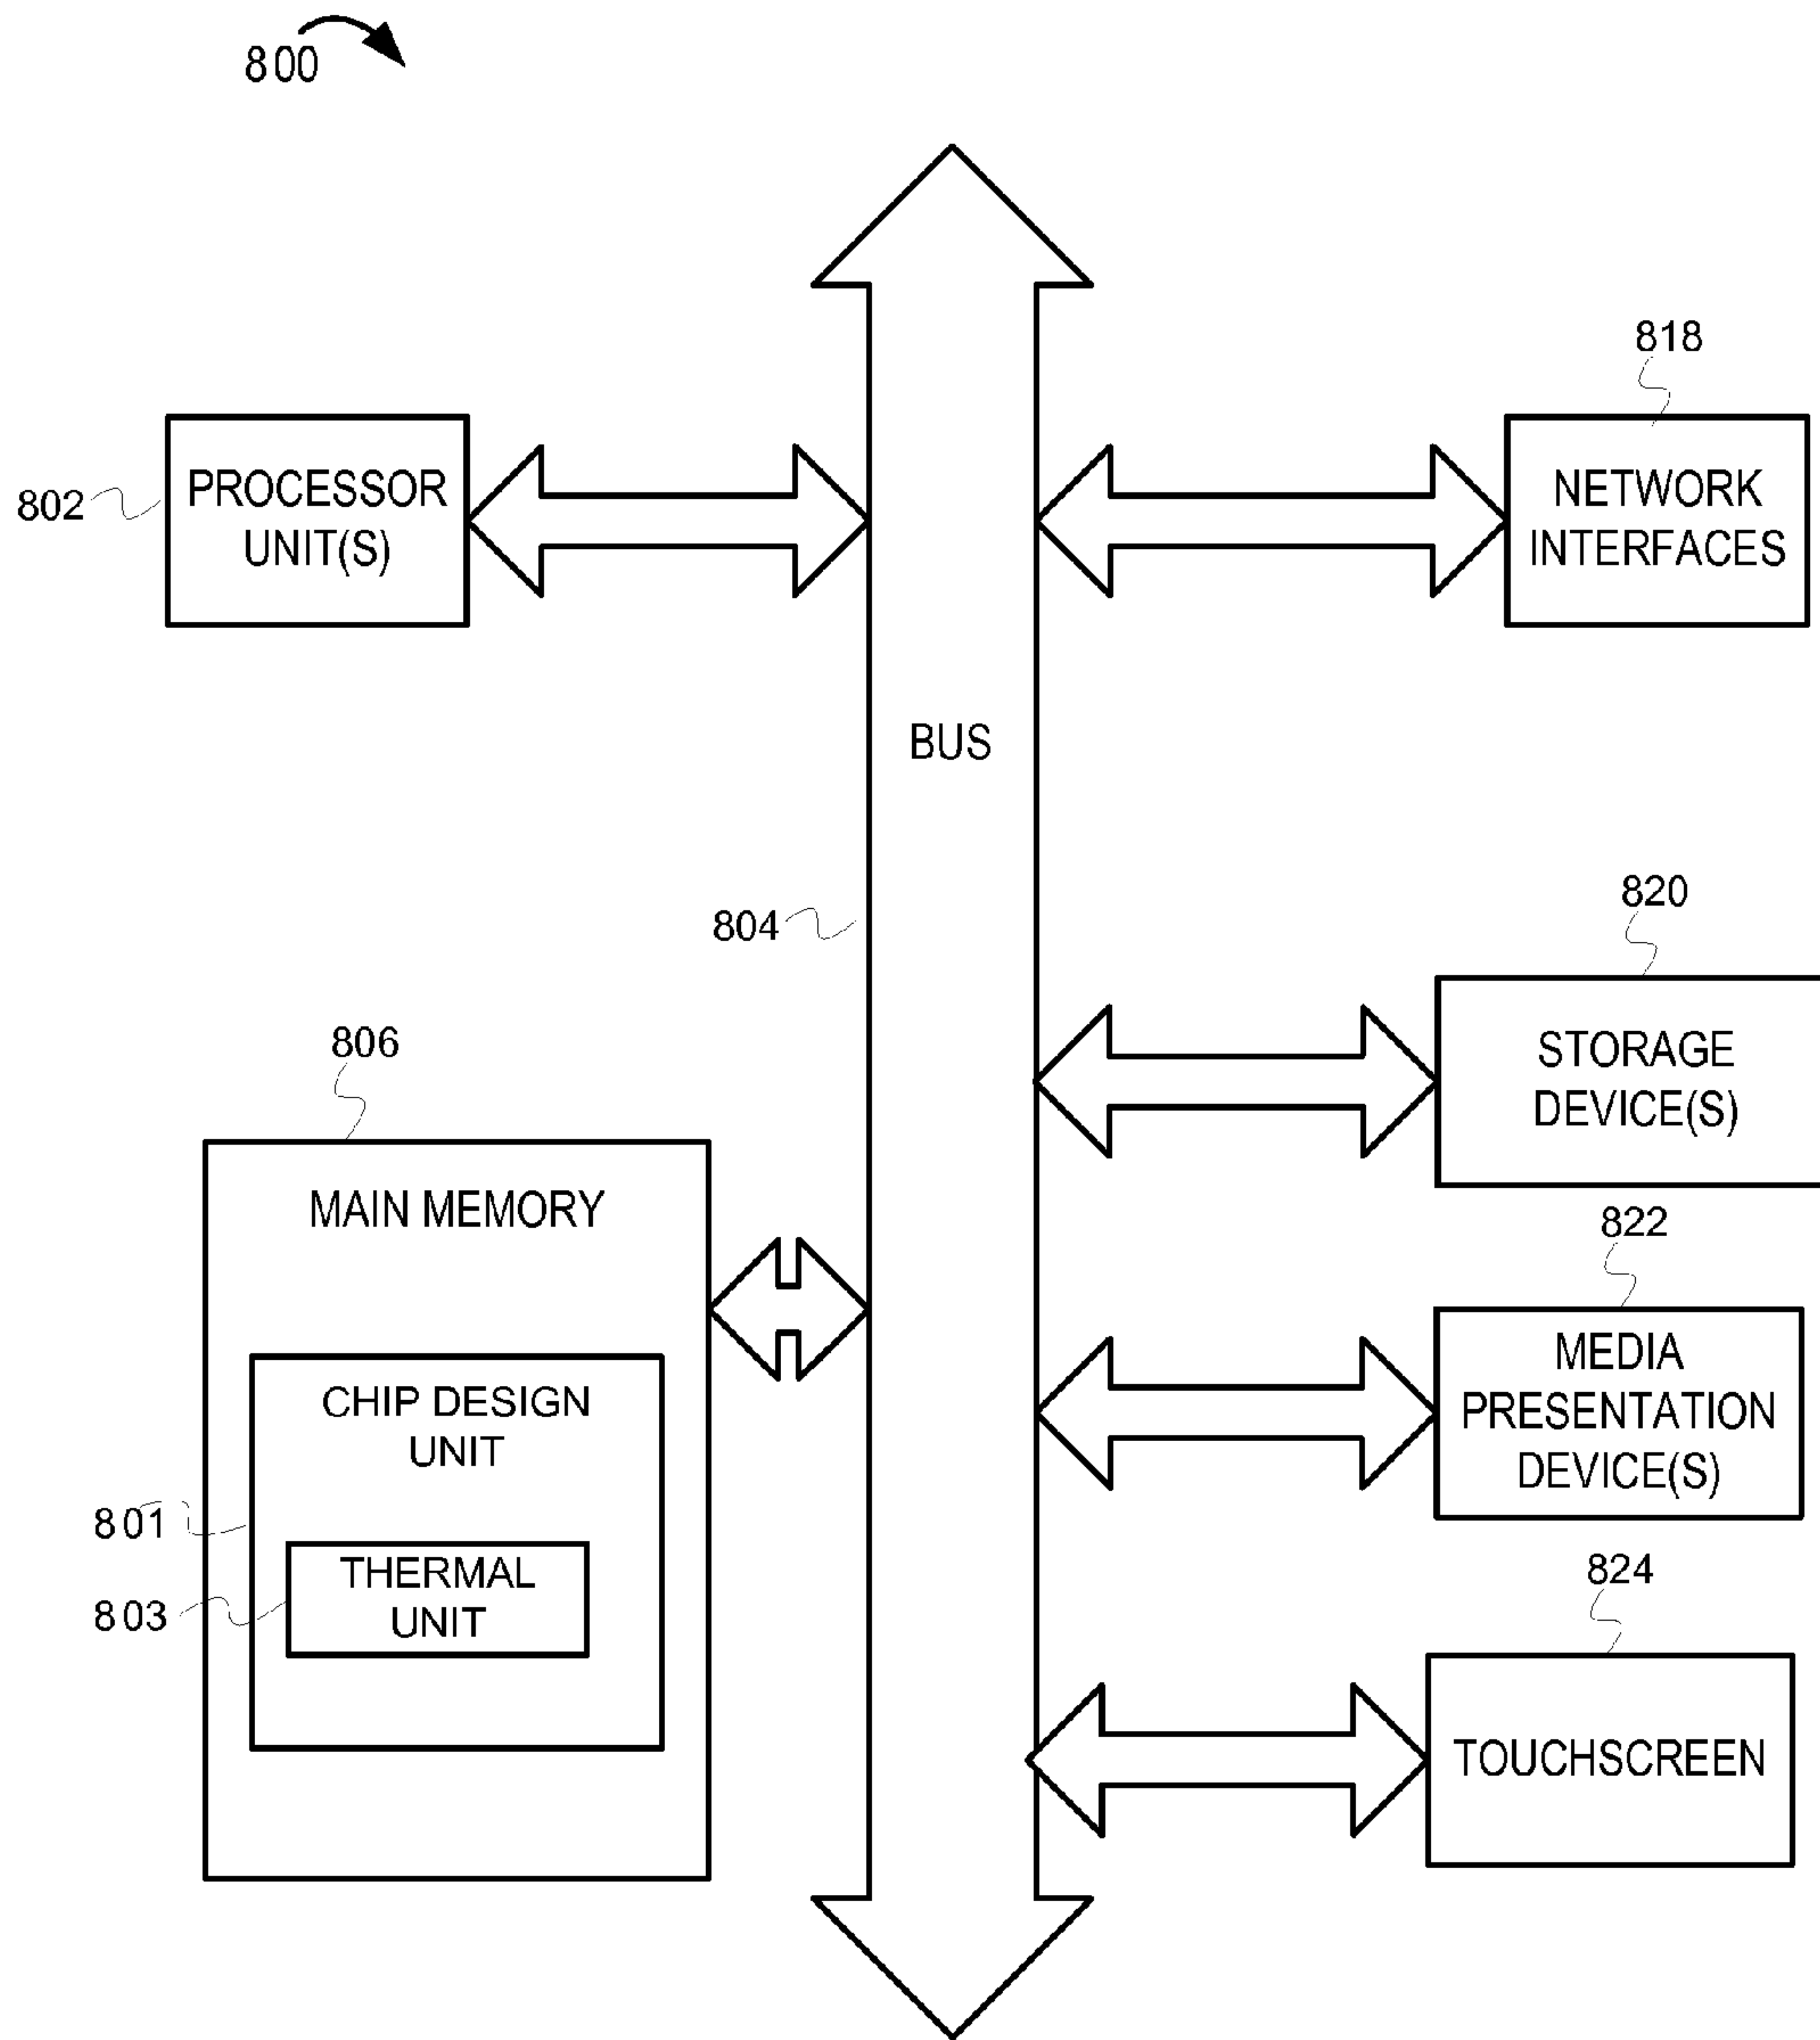 800
818
802
PROCESSOR
UNIT(S)
NETWORK
INTERFACES
BUS
804
820
STORAGE
DEVICE(S)
806
MAIN MEMORY
822
MEDIA
PRESENTATION
DEVICE(S)
CHIP DESIGN
UNIT
801
THERMAL
UNIT
803
824
TOUCHSCREEN